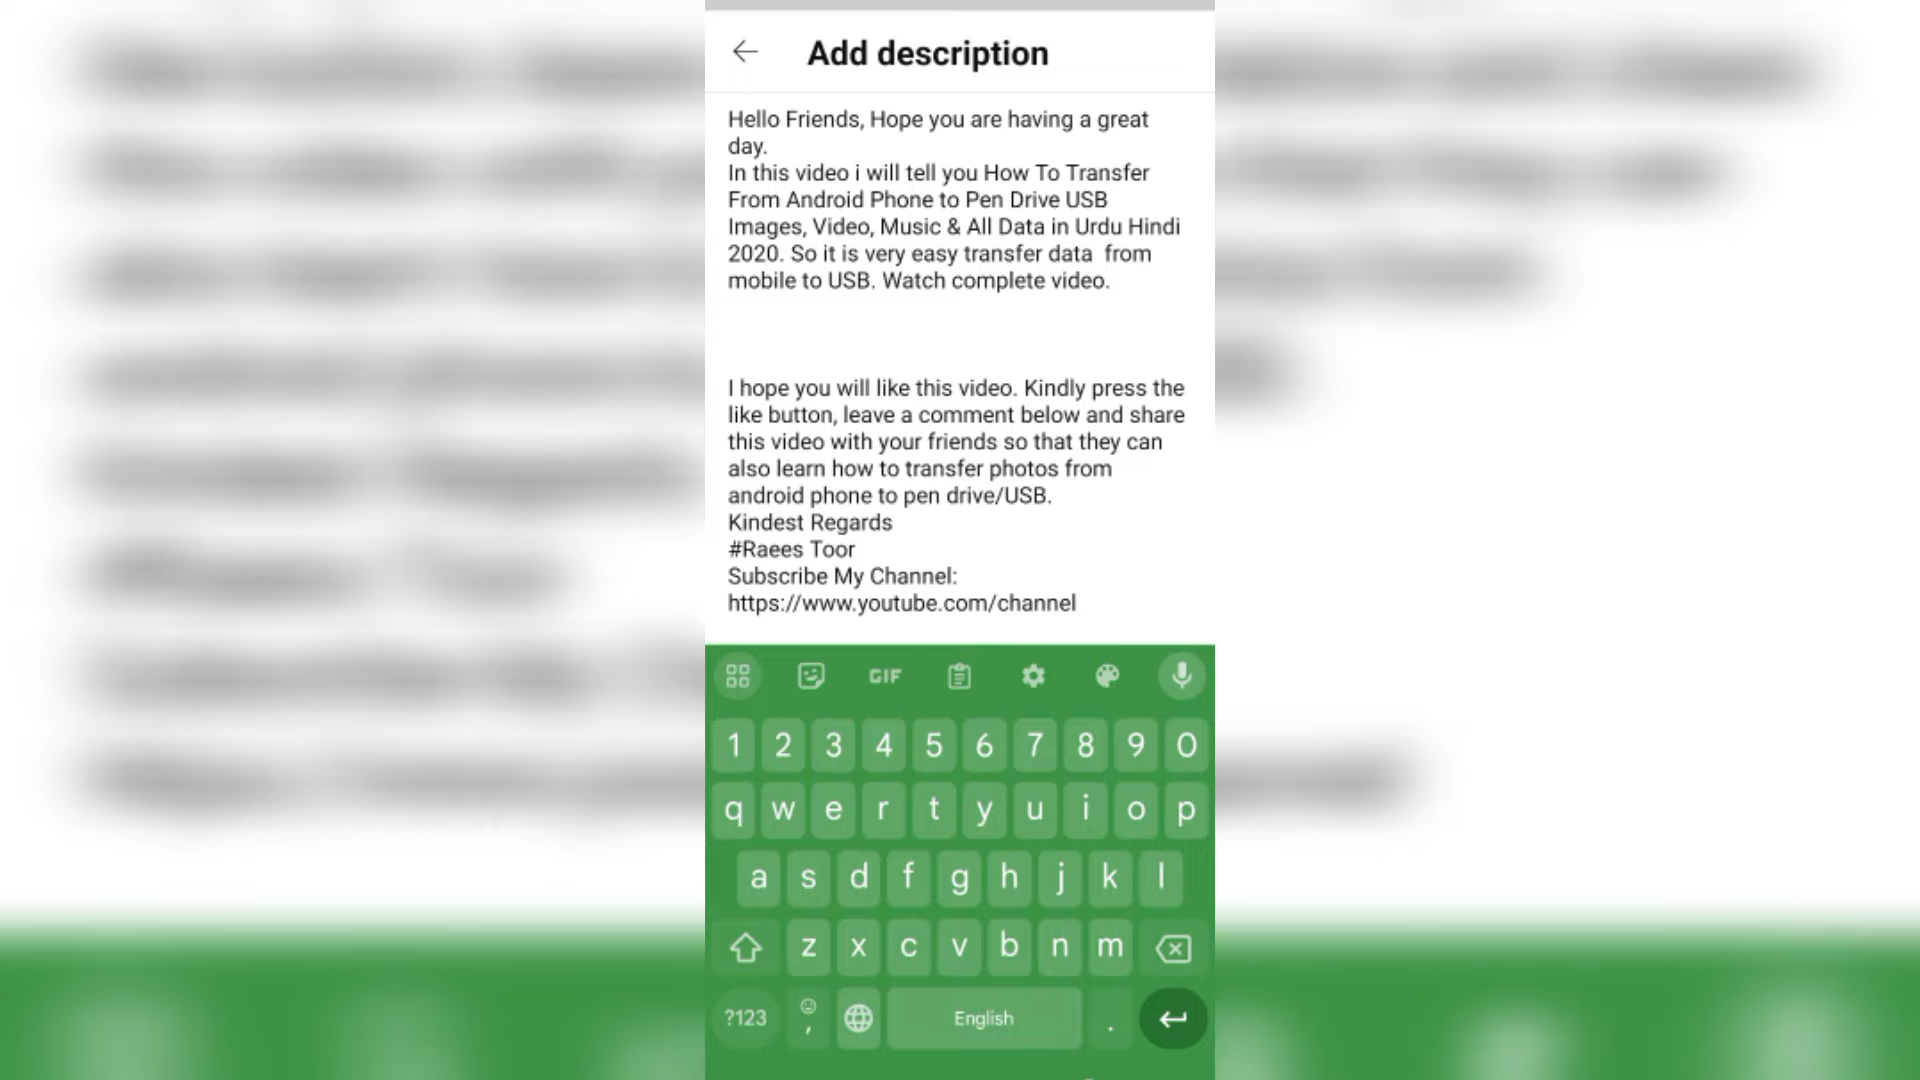 Add description
Hello Friends, Hope you are having a great
day.
In this video i will tell you How To Transfer
From Android Phone to Pen Drive USB
Images, Video, Music & All Data in Urdu Hindi
2020. So it is very easy transfer data  from
mobile to USB. Watch complete video.
I hope you will like this video. Kindly press the
like button, leave a comment below and share
this video with your friends so that they can
also learn how to transfer photos from
android phone to pen drive/USB.
Kindest Regards
#Raees Toor
Subscribe My Channel:
https://www.youtube.com/channel
GIF
1 2 3 4 5 6 7 8 9 0
q w e r t y u i o p
a s d f g h j k l
z x c v b n m
?123 , English .